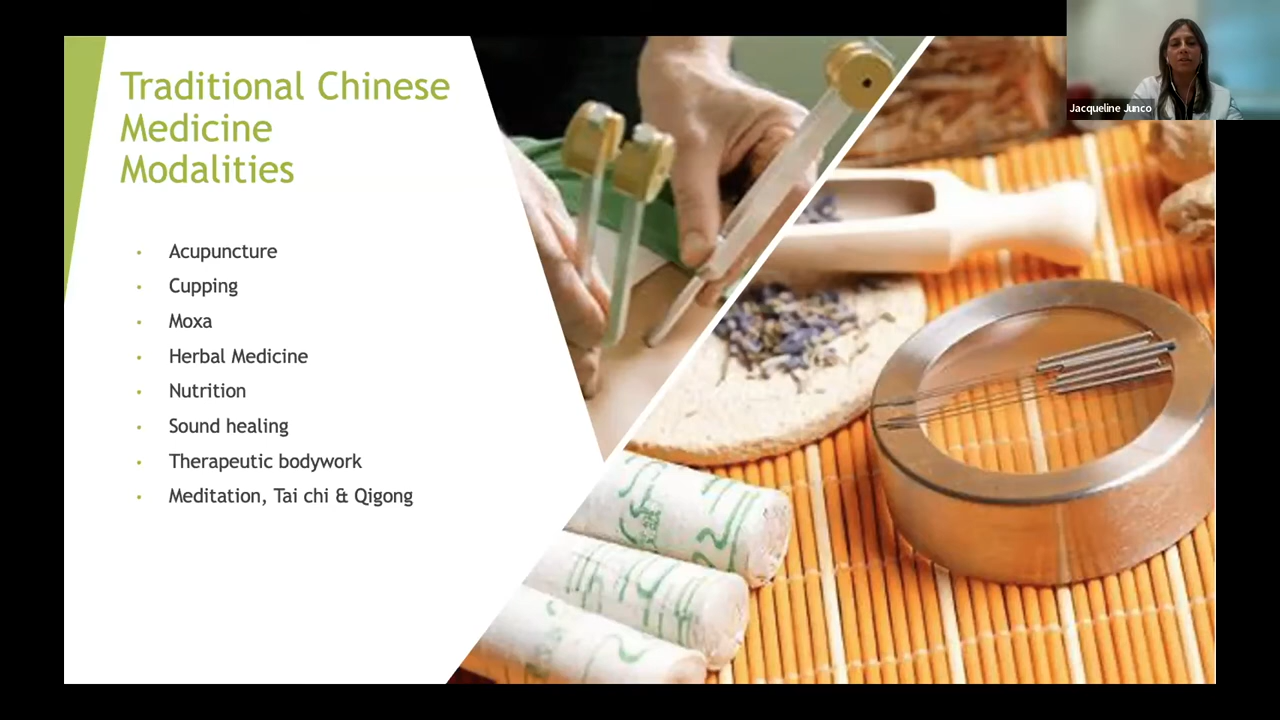 Traditional Chinese
Medicine
Modalities
Jacqueline Junco
• Acupuncture
• Cupping
• Moxa
• Herbal Medicine
• Nutrition
• Sound healing
• Therapeutic bodywork
• Meditation, Tai chi & Qigong